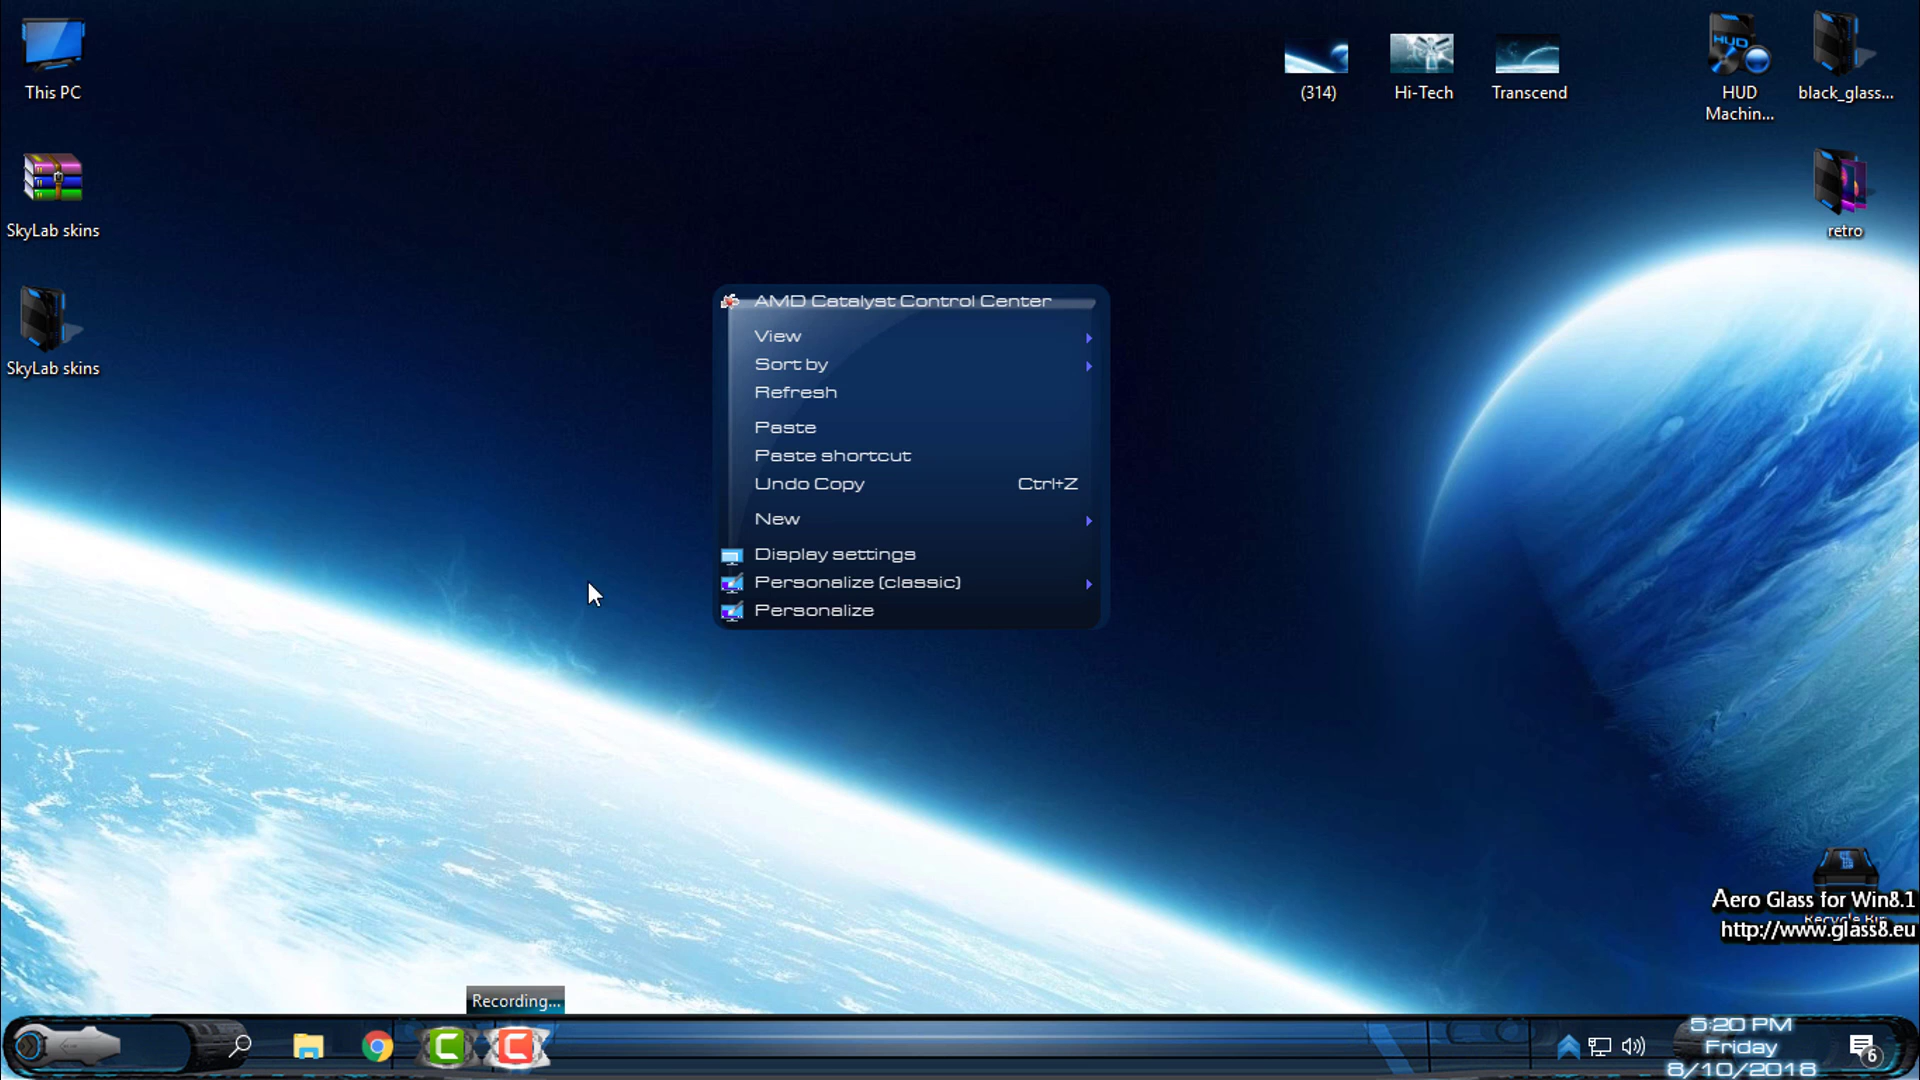 This PC
(314)
Hi-Tech
Transcend
HUD
HUD
Machin...
black_glass...
SkyLab skins
retro
SkyLab skins
AMD Catalyst Control Center
View
Sort by
Refresh
Paste
Paste shortcut
Undo Copy Ctrl+Z
New
Display settings
Personalize (classic)
Personalize
Aero Glass for Win8.1
Recycle Bin
http://www.glass8.eu
Recording...
5:20 PM
Friday
8/10/2018
6